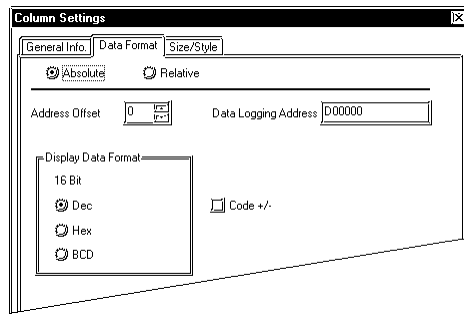 Column Settings
General Info. Data Format Size/Style
Absolute Relative
Address Offset 0 Data Logging Address D00000
Display Data Format
16 Bit
Dec Code +/-
Hex
BCD